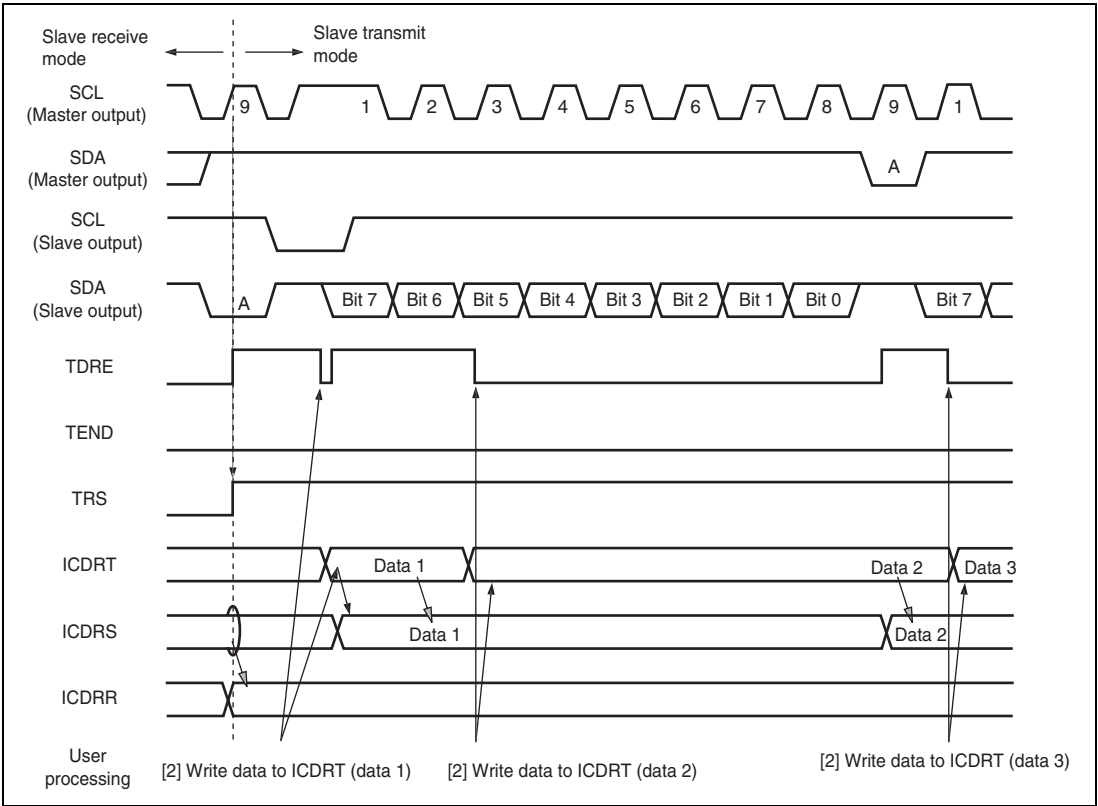 Slave receive
mode
Slave transmit
mode
SCL
(Master output)
9 1 2 3 4 5 6 7 8 9 1
SDA
(Master output)
A
SCL
(Slave output)
SDA
(Slave output)
A Bit 7 Bit 6 Bit 5 Bit 4 Bit 3 Bit 2 Bit 1 Bit 0 Bit 7
TDRE
TEND
TRS
ICDRT
Data 1 Data 2 Data 3
ICDRS
Data 1 Data 2
ICDRR
User
processing
[2] Write data to ICDRT (data 1) [2] Write data to ICDRT (data 2) [2] Write data to ICDRT (data 3)